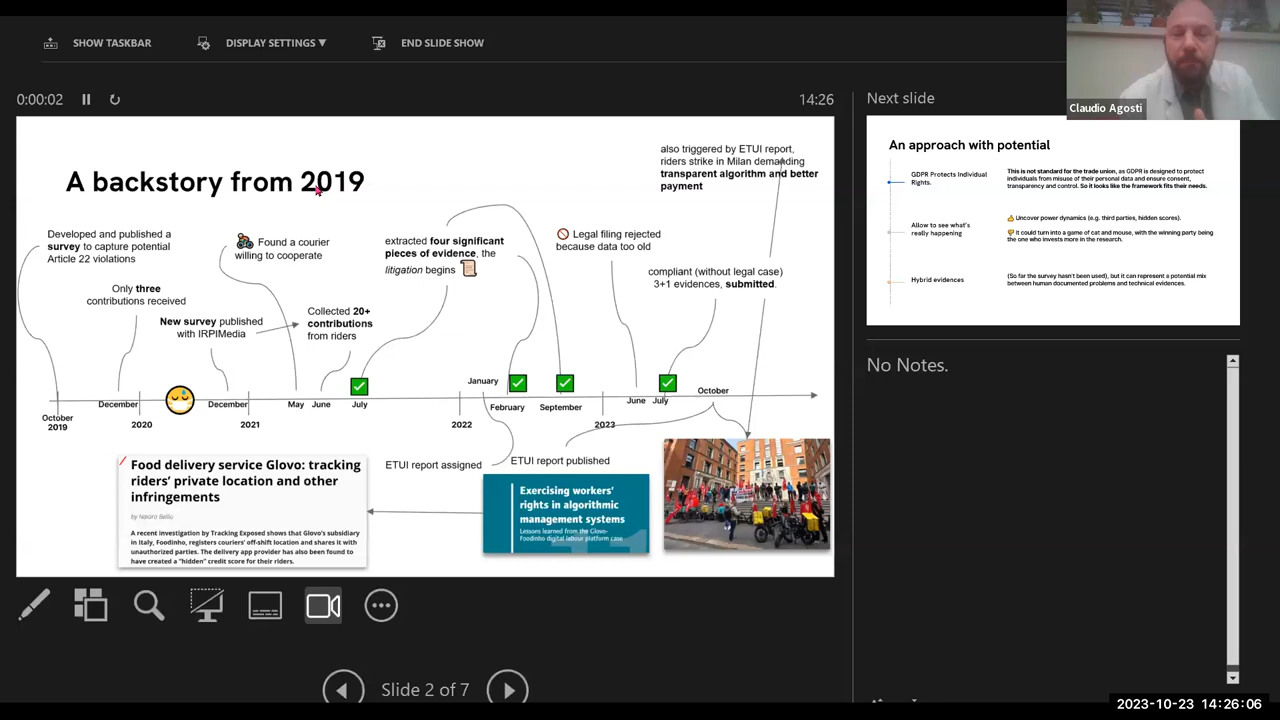 SHOW TASKBAR
DISPLAY SETTINGS ▼
END SLIDE SHOW
Claudio Agosti
0:00:02
14:26
Next slide
A backstory from 2019
also triggered by ETUI report,
riders strike in Milan demanding
transparent algorithm and better
payment
Developed and published a
survey to capture potential
Article 22 violations
Found a courier
willing to cooperate
extracted four significant
pieces of evidence, the
litigation begins
Legal filing rejected
because data too old
compliant (without legal case)
3+1 evidences, submitted.
Only three
contributions received
New survey published
with IRPIMedia
Collected 20+
contributions
from riders
October
2019
December
2020
December
2021
May
June
July
2022
January
February
September
2023
June
July
October
ETUI report assigned
ETUI report published
Food delivery service Glovo: tracking
riders' private location and other
infringements
by Naiara Bellio
A recent investigation by Tracking Exposed shows that Glovo's subsidiary
in Italy, Foodinho, registers couriers' off-shift location and shares it with
unauthorized parties. The delivery app provider has also been found to
have created a "hidden" credit score for their riders.
Exercising workers'
rights in algorithmic
management systems
Lessons learned from the Glovo-
Foodinho digital labour platform case
An approach with potential
GDPR Protects Individual
Rights.
This is not standard for the trade union, as GDPR is designed to protect
individuals from misuse of their personal data and ensure consent,
transparency and control. So it looks like the framework fits their needs.
Allow to see what's
really happening
Uncover power dynamics (e.g. third parties, hidden scores).
It could turn into a game of cat and mouse, with the winning party being
the one who invests more in the research.
Hybrid evidences
(So far the survey hasn't been used), but it can represent a potential mix
between human documented problems and technical evidences.
No Notes.
Slide 2 of 7
2023-10-23 14:26:06